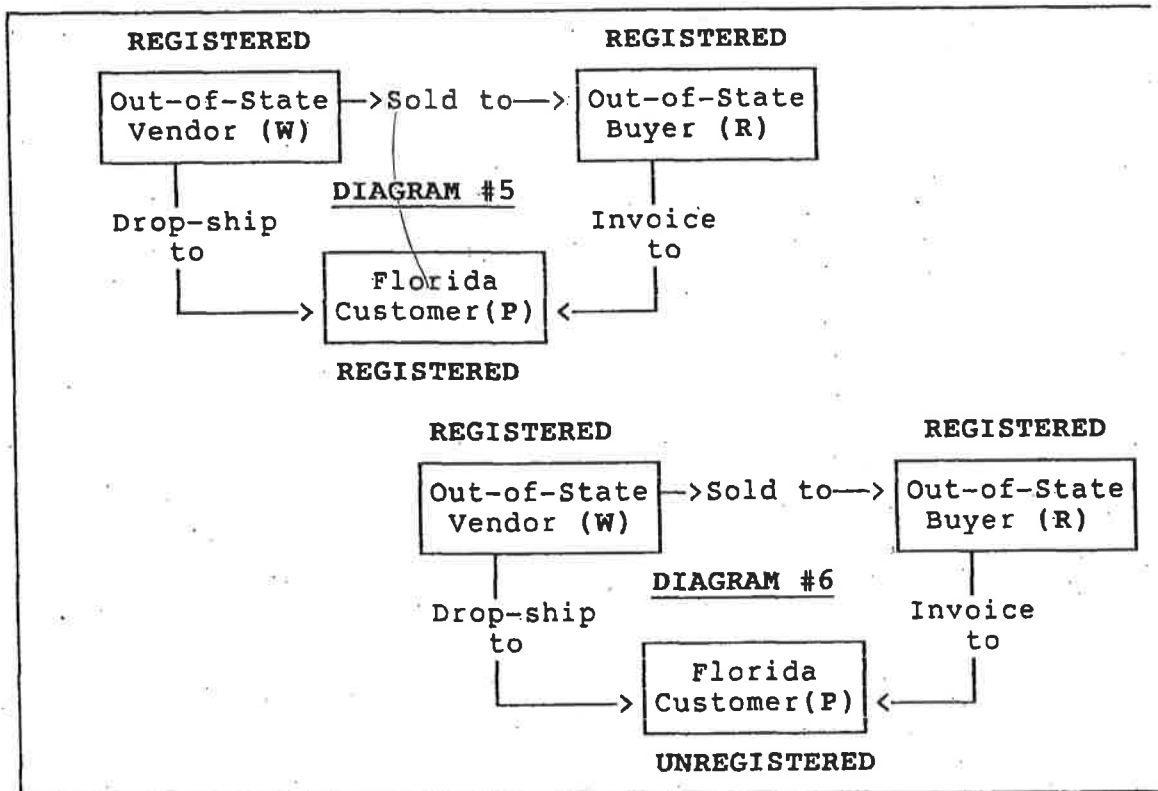 REGISTERED REGISTERED
Out-of-State —>Sold to—> Out-of-State
Vendor (W) Buyer (R)
DIAGRAM #5
Drop-ship Invoice
to to
Florida
> Customer(P) <
REGISTERED
REGISTERED REGISTERED
Out-of-State —>Sold to—> Out-of-State
Vendor (W) Buyer (R)
DIAGRAM #6
Drop-ship Invoice
to to
Florida
> Customer(P) <
UNREGISTERED